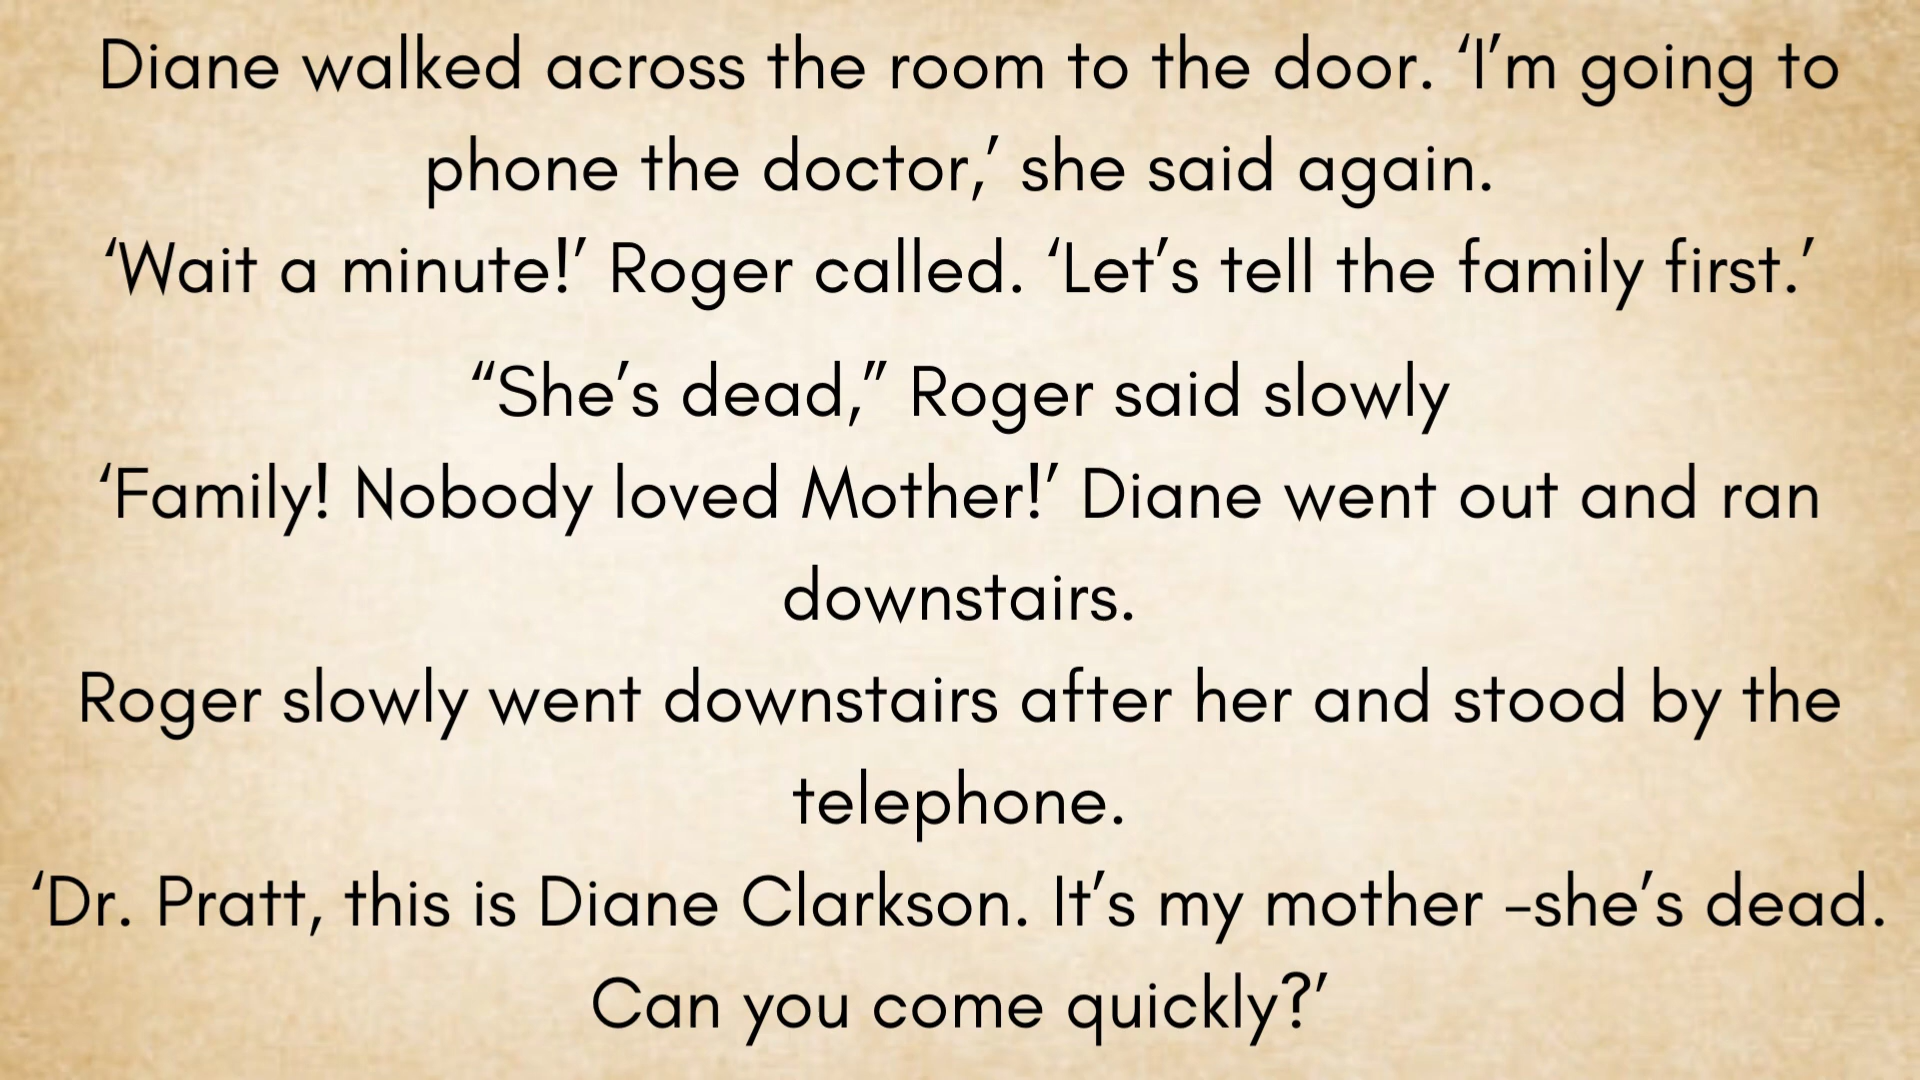 Diane walked across the room to the door. ‘I’m going to
phone the doctor,’ she said again.
‘Wait a minute!’ Roger called. ‘Let’s tell the family first.’
“She’s dead,” Roger said slowly
‘Family! Nobody loved Mother!’ Diane went out and ran
downstairs.
Roger slowly went downstairs after her and stood by the
telephone.
‘Dr. Pratt, this is Diane Clarkson. It’s my mother –she’s dead.
Can you come quickly?’